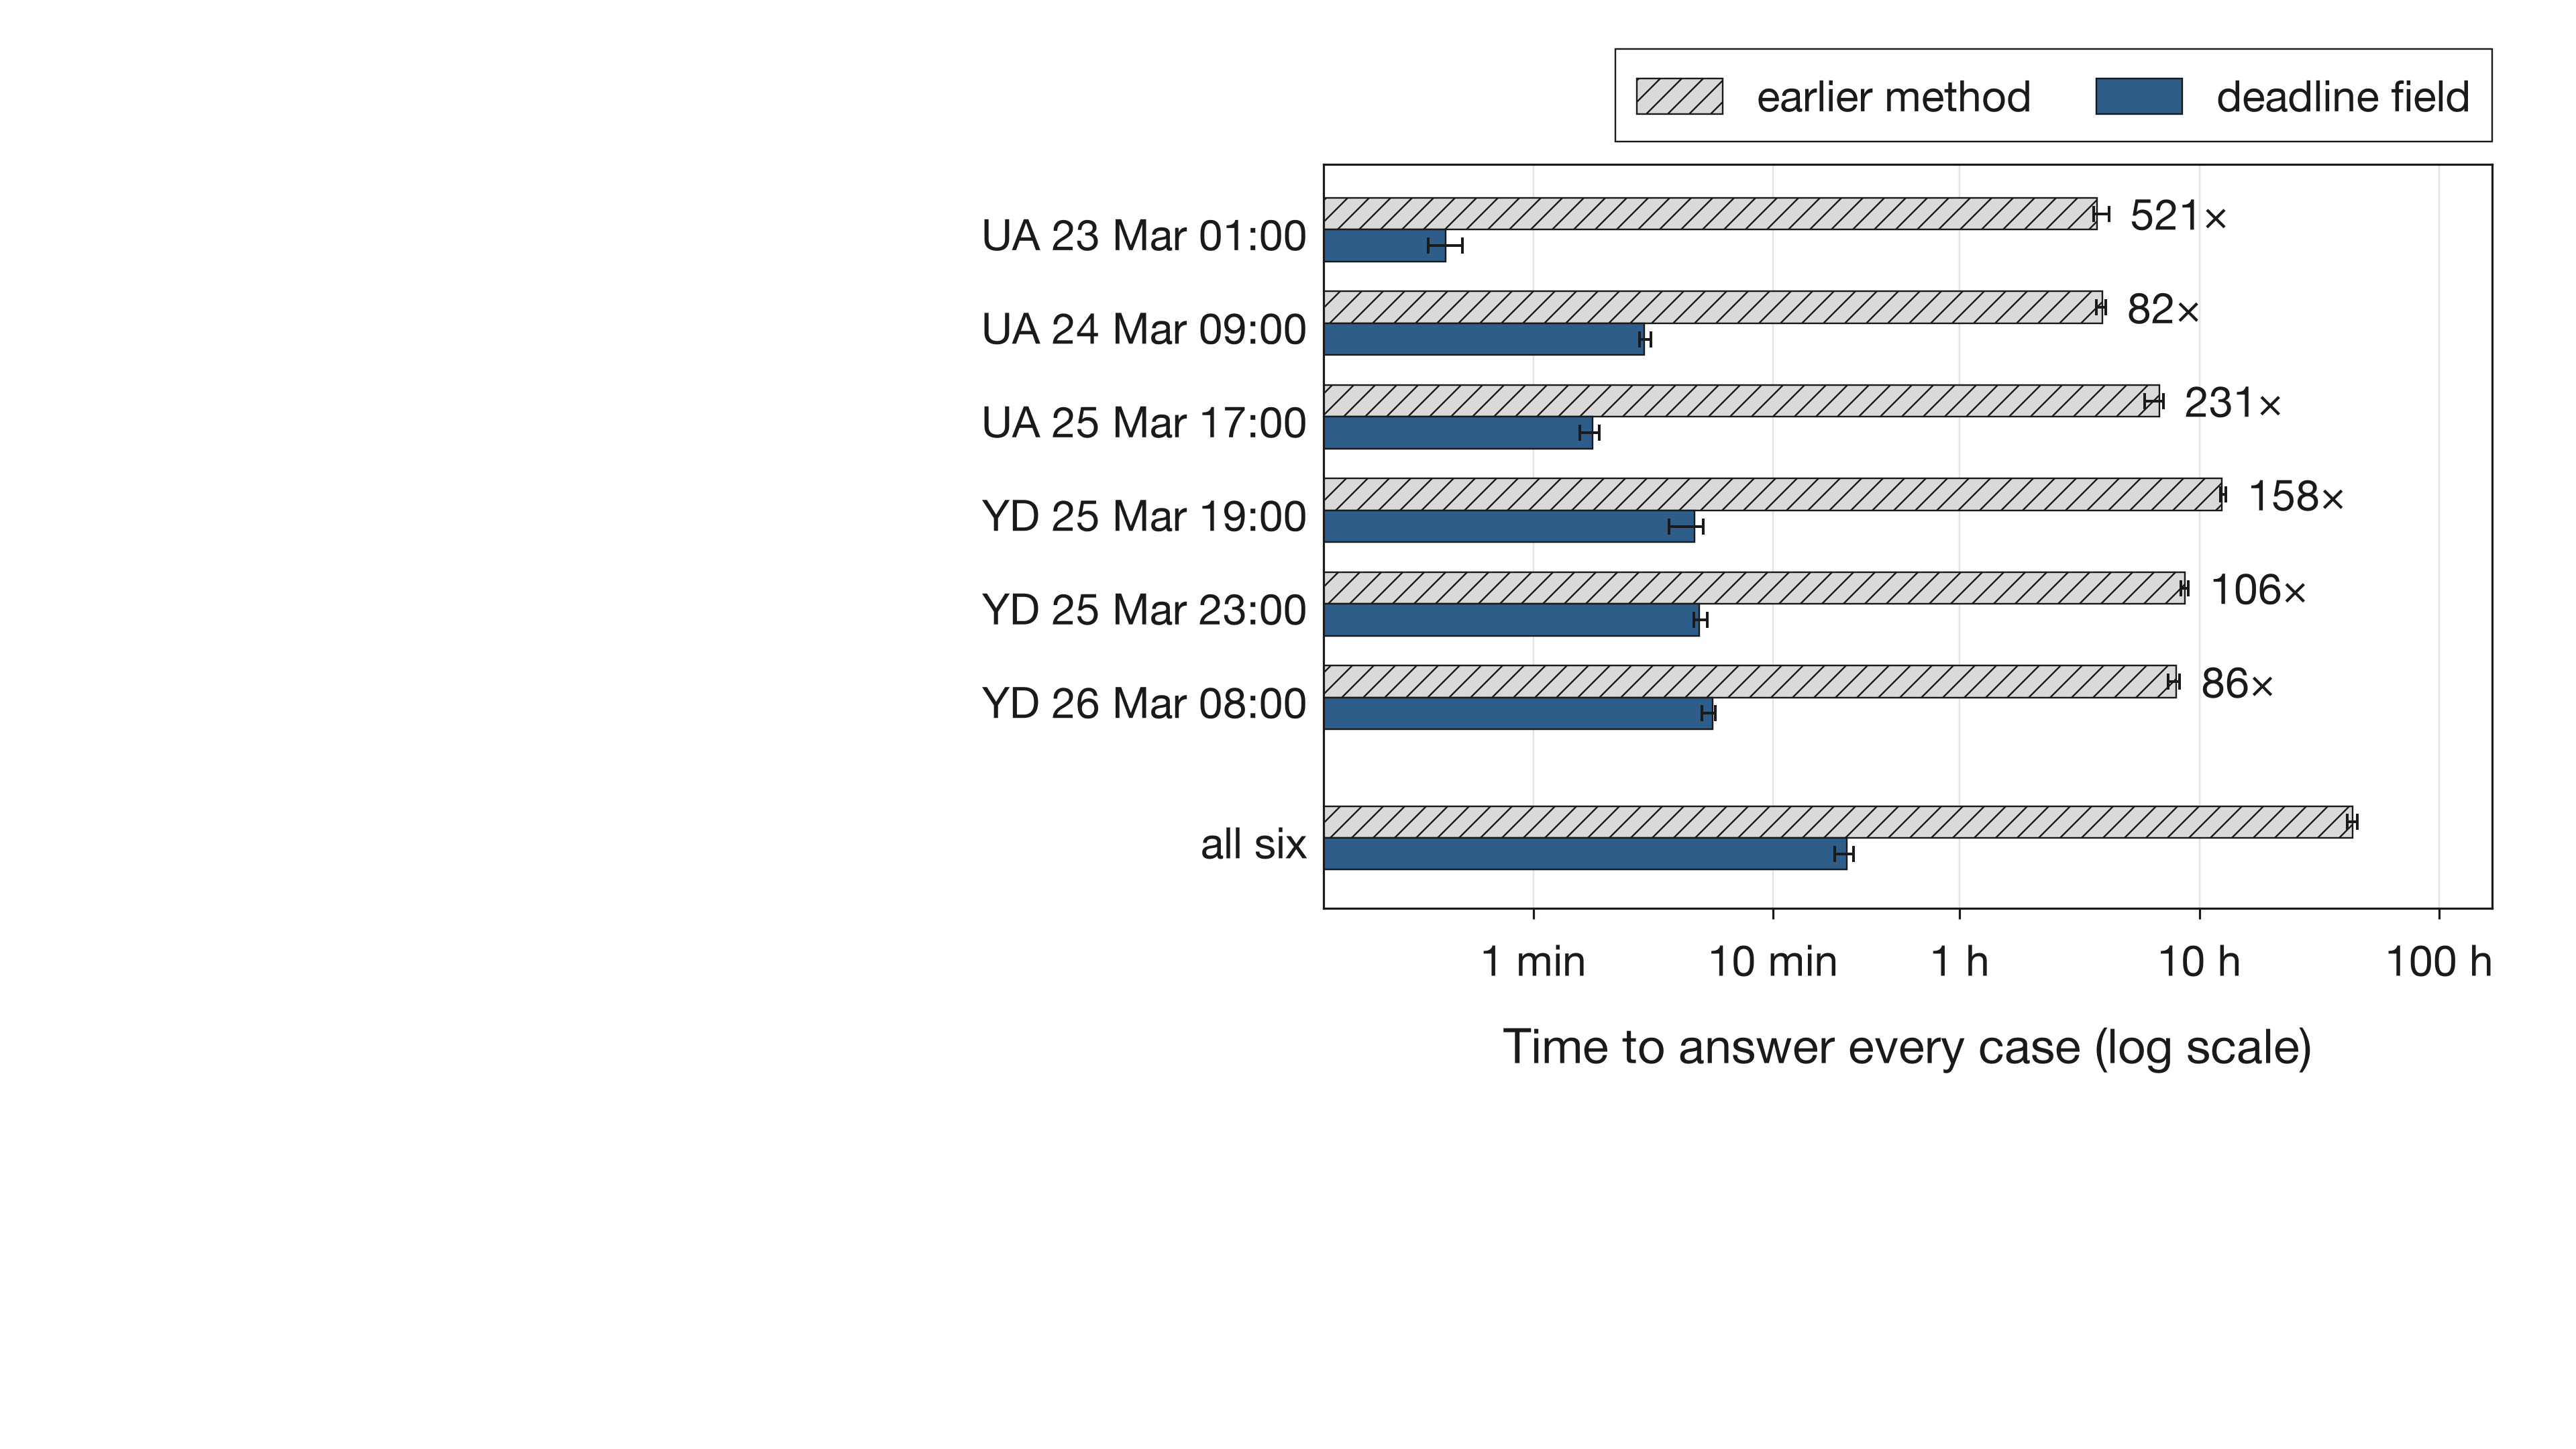 earlier method deadline field
UA 23 Mar 01:00 521×
UA 24 Mar 09:00 82×
UA 25 Mar 17:00 231×
YD 25 Mar 19:00 158×
YD 25 Mar 23:00 106×
YD 26 Mar 08:00 86×
all six
1 min 10 min 1 h 10 h 100 h
Time to answer every case (log scale)